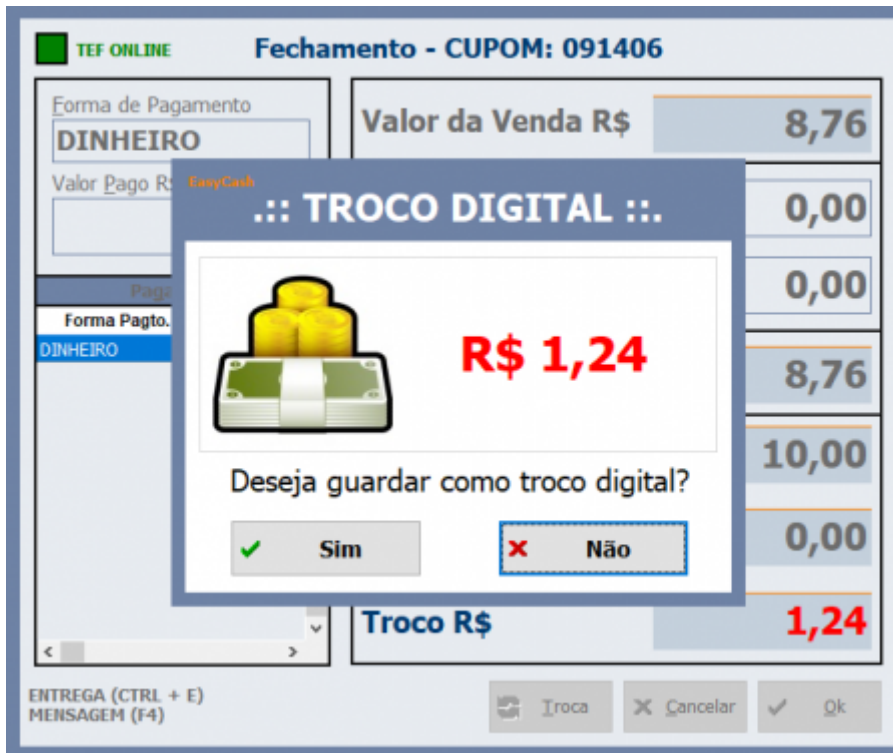 TEF ONLINE
Fechamento - CUPOM: 091406
Forma de Pagamento
DINHEIRO
Valor Pago R
Paga
Forma Pagto.
DINHEIRO
Valor da Venda R$
8,76
0,00
0,00
8,76
10,00
0,00
Troco R$
1,24
EasyCash
.:: TROCO DIGITAL ::.
R$ 1,24
Deseja guardar como troco digital?
Sim
Não
ENTREGA (CTRL + E)
MENSAGEM (F4)
Troca
Cancelar
Ok